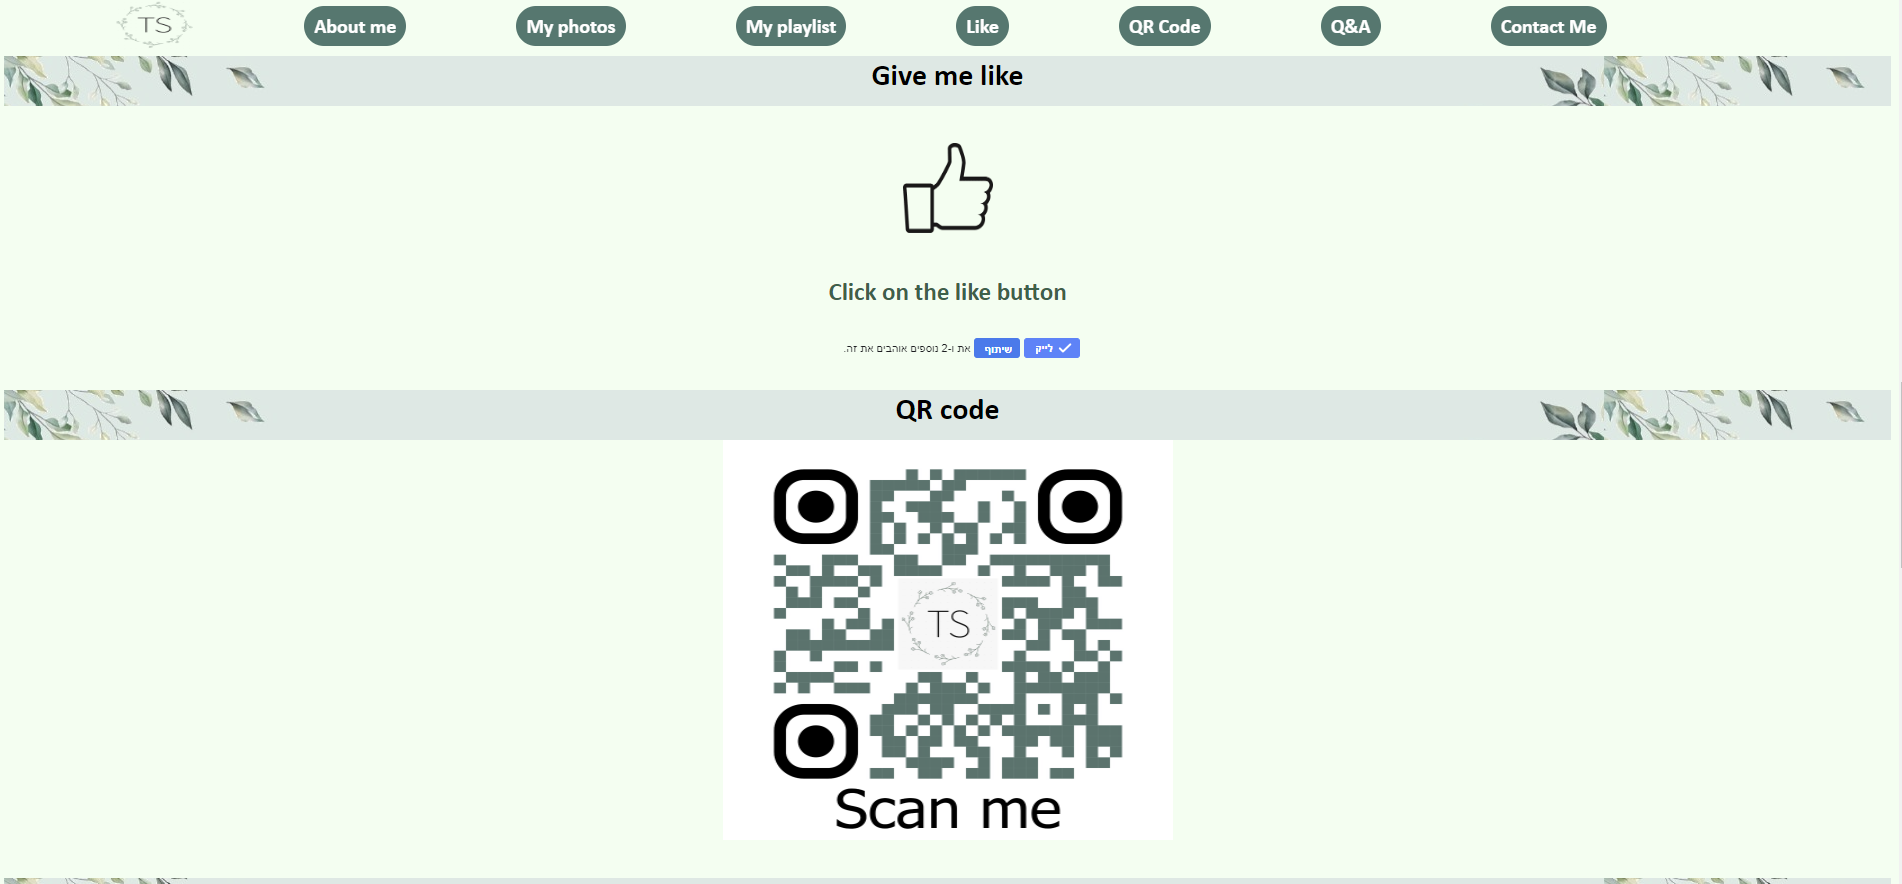 TS About me My photos My playlist Like QR Code Q&A Contact Me
Give me like
Click on the like button
לייק שיתוף את ו-2 נוספים אוהבים את זה.
QR code
TS
Scan me